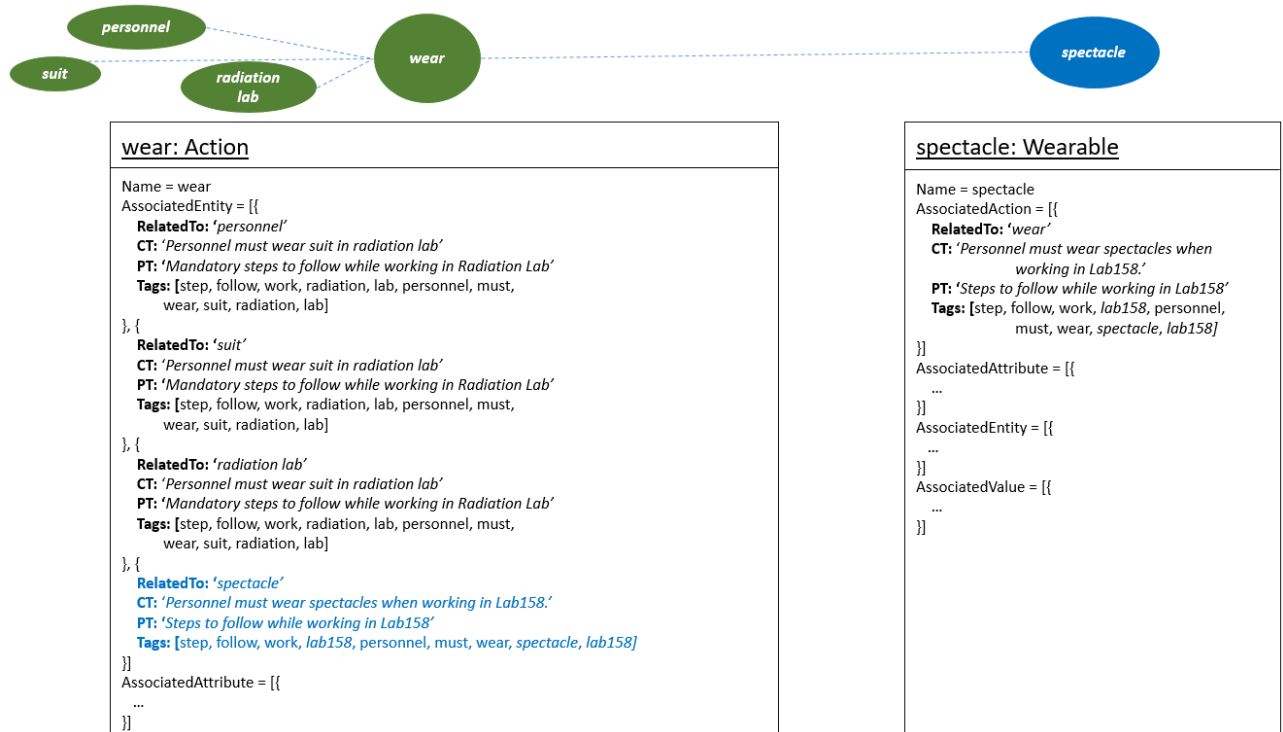 personnel
suit
radiation
lab
wear
spectacle
wear: Action
Name = wear
AssociatedEntity = [{
RelatedTo: ‘personnel’
CT: ‘Personnel must wear suit in radiation lab’
PT: ‘Mandatory steps to follow while working in Radiation Lab’
Tags: [step, follow, work, radiation, lab, personnel, must,
wear, suit, radiation, lab]
}, {
RelatedTo: ‘suit’
CT: ‘Personnel must wear suit in radiation lab’
PT: ‘Mandatory steps to follow while working in Radiation Lab’
Tags: [step, follow, work, radiation, lab, personnel, must,
wear, suit, radiation, lab]
}, {
RelatedTo: ‘radiation lab’
CT: ‘Personnel must wear suit in radiation lab’
PT: ‘Mandatory steps to follow while working in Radiation Lab’
Tags: [step, follow, work, radiation, lab, personnel, must,
wear, suit, radiation, lab]
}, {
RelatedTo: ‘spectacle’
CT: ‘Personnel must wear spectacles when working in Lab158.’
PT: ‘Steps to follow while working in Lab158’
Tags: [step, follow, work, lab158, personnel, must, wear, spectacle, lab158]
}]
AssociatedAttribute = [{
...
}]
spectacle: Wearable
Name = spectacle
AssociatedAction = [{
RelatedTo: ‘wear’
CT: ‘Personnel must wear spectacles when
working in Lab158.’
PT: ‘Steps to follow while working in Lab158’
Tags: [step, follow, work, lab158, personnel,
must, wear, spectacle, lab158]
}]
AssociatedAttribute = [{
...
}]
AssociatedEntity = [{
...
}]
AssociatedValue = [{
...
}]